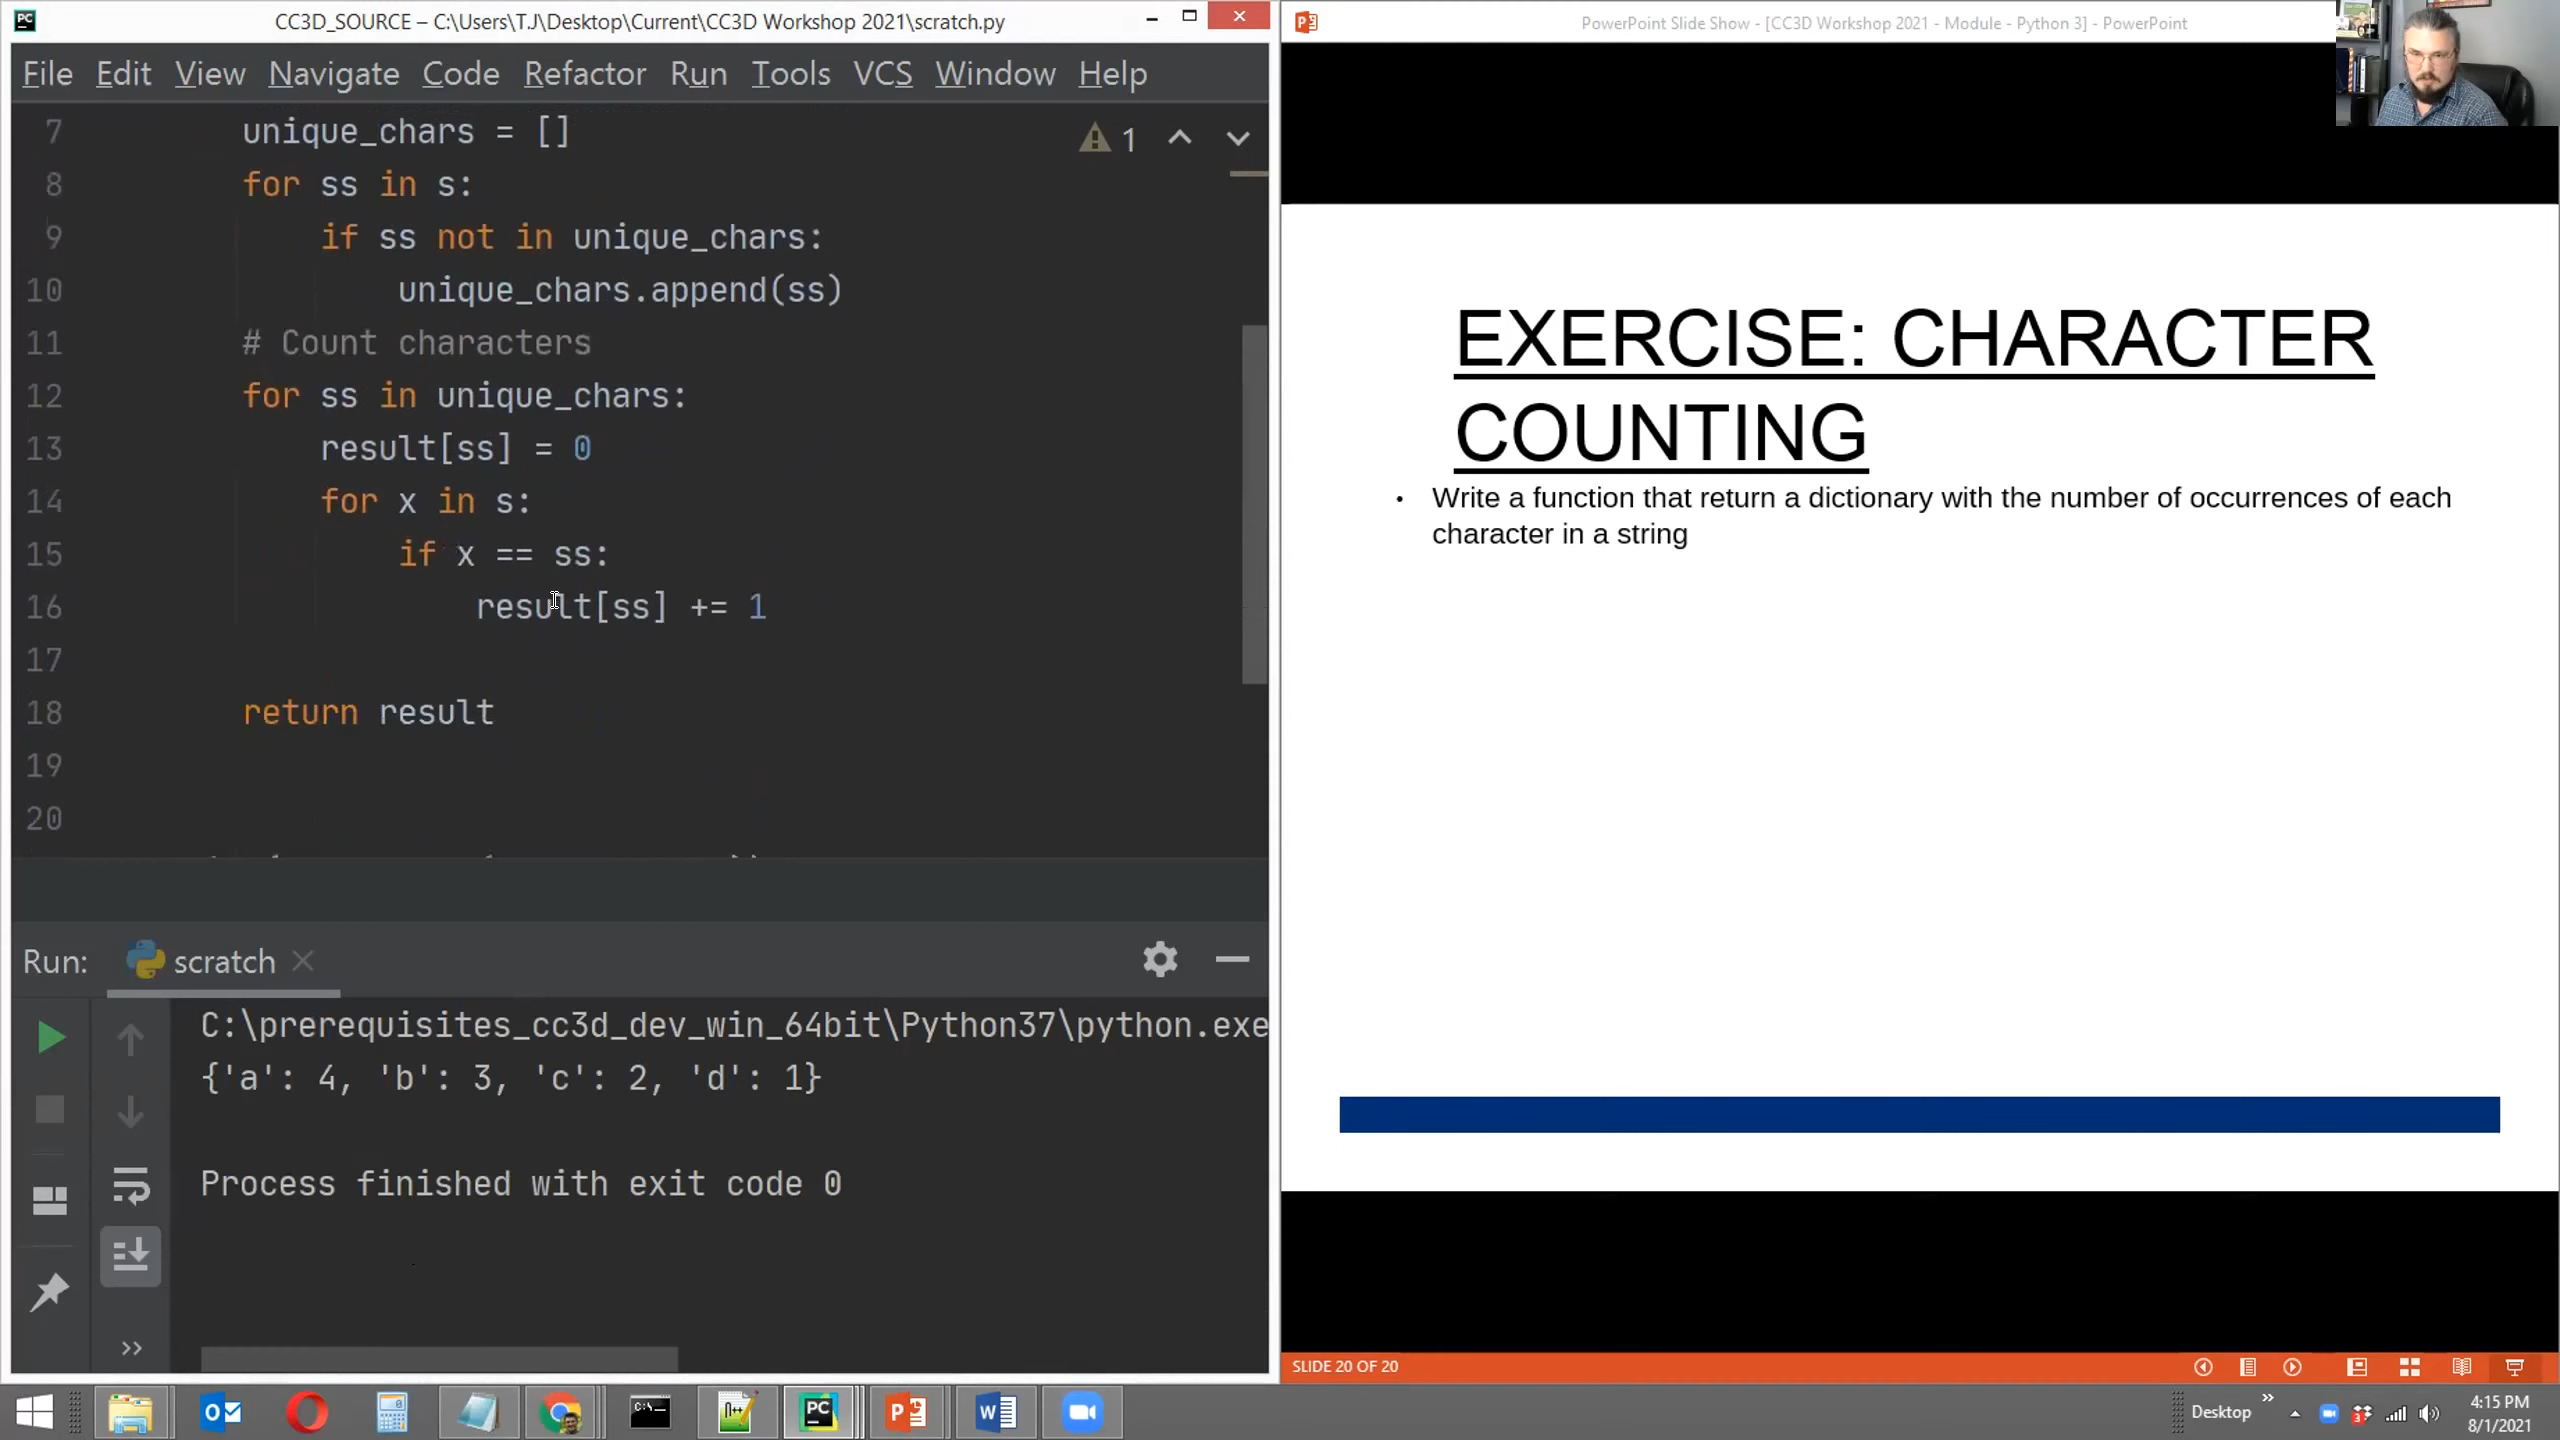 CC3D_SOURCE – C:\Users\T.J\Desktop\Current\CC3D Workshop 2021\scratch.py
File Edit View Navigate Code Refactor Run Tools VCS Window Help
7 unique_chars = []
1
8 for ss in s:
9 if ss not in unique_chars:
10 unique_chars.append(ss)
11 # Count characters
12 for ss in unique_chars:
13 result[ss] = 0
14 for x in s:
15 if x == ss:
16 result[ss] += 1
17
18 return result
19
20
Run: scratch
C:\prerequisites_cc3d_dev_win_64bit\Python37\python.exe
{'a': 4, 'b': 3, 'c': 2, 'd': 1}
Process finished with exit code 0
PowerPoint Slide Show - [CC3D Workshop 2021 - Module - Python 3] - PowerPoint
EXERCISE: CHARACTER
COUNTING
• Write a function that return a dictionary with the number of occurrences of each
character in a string
SLIDE 20 OF 20
Desktop
4:15 PM
8/1/2021